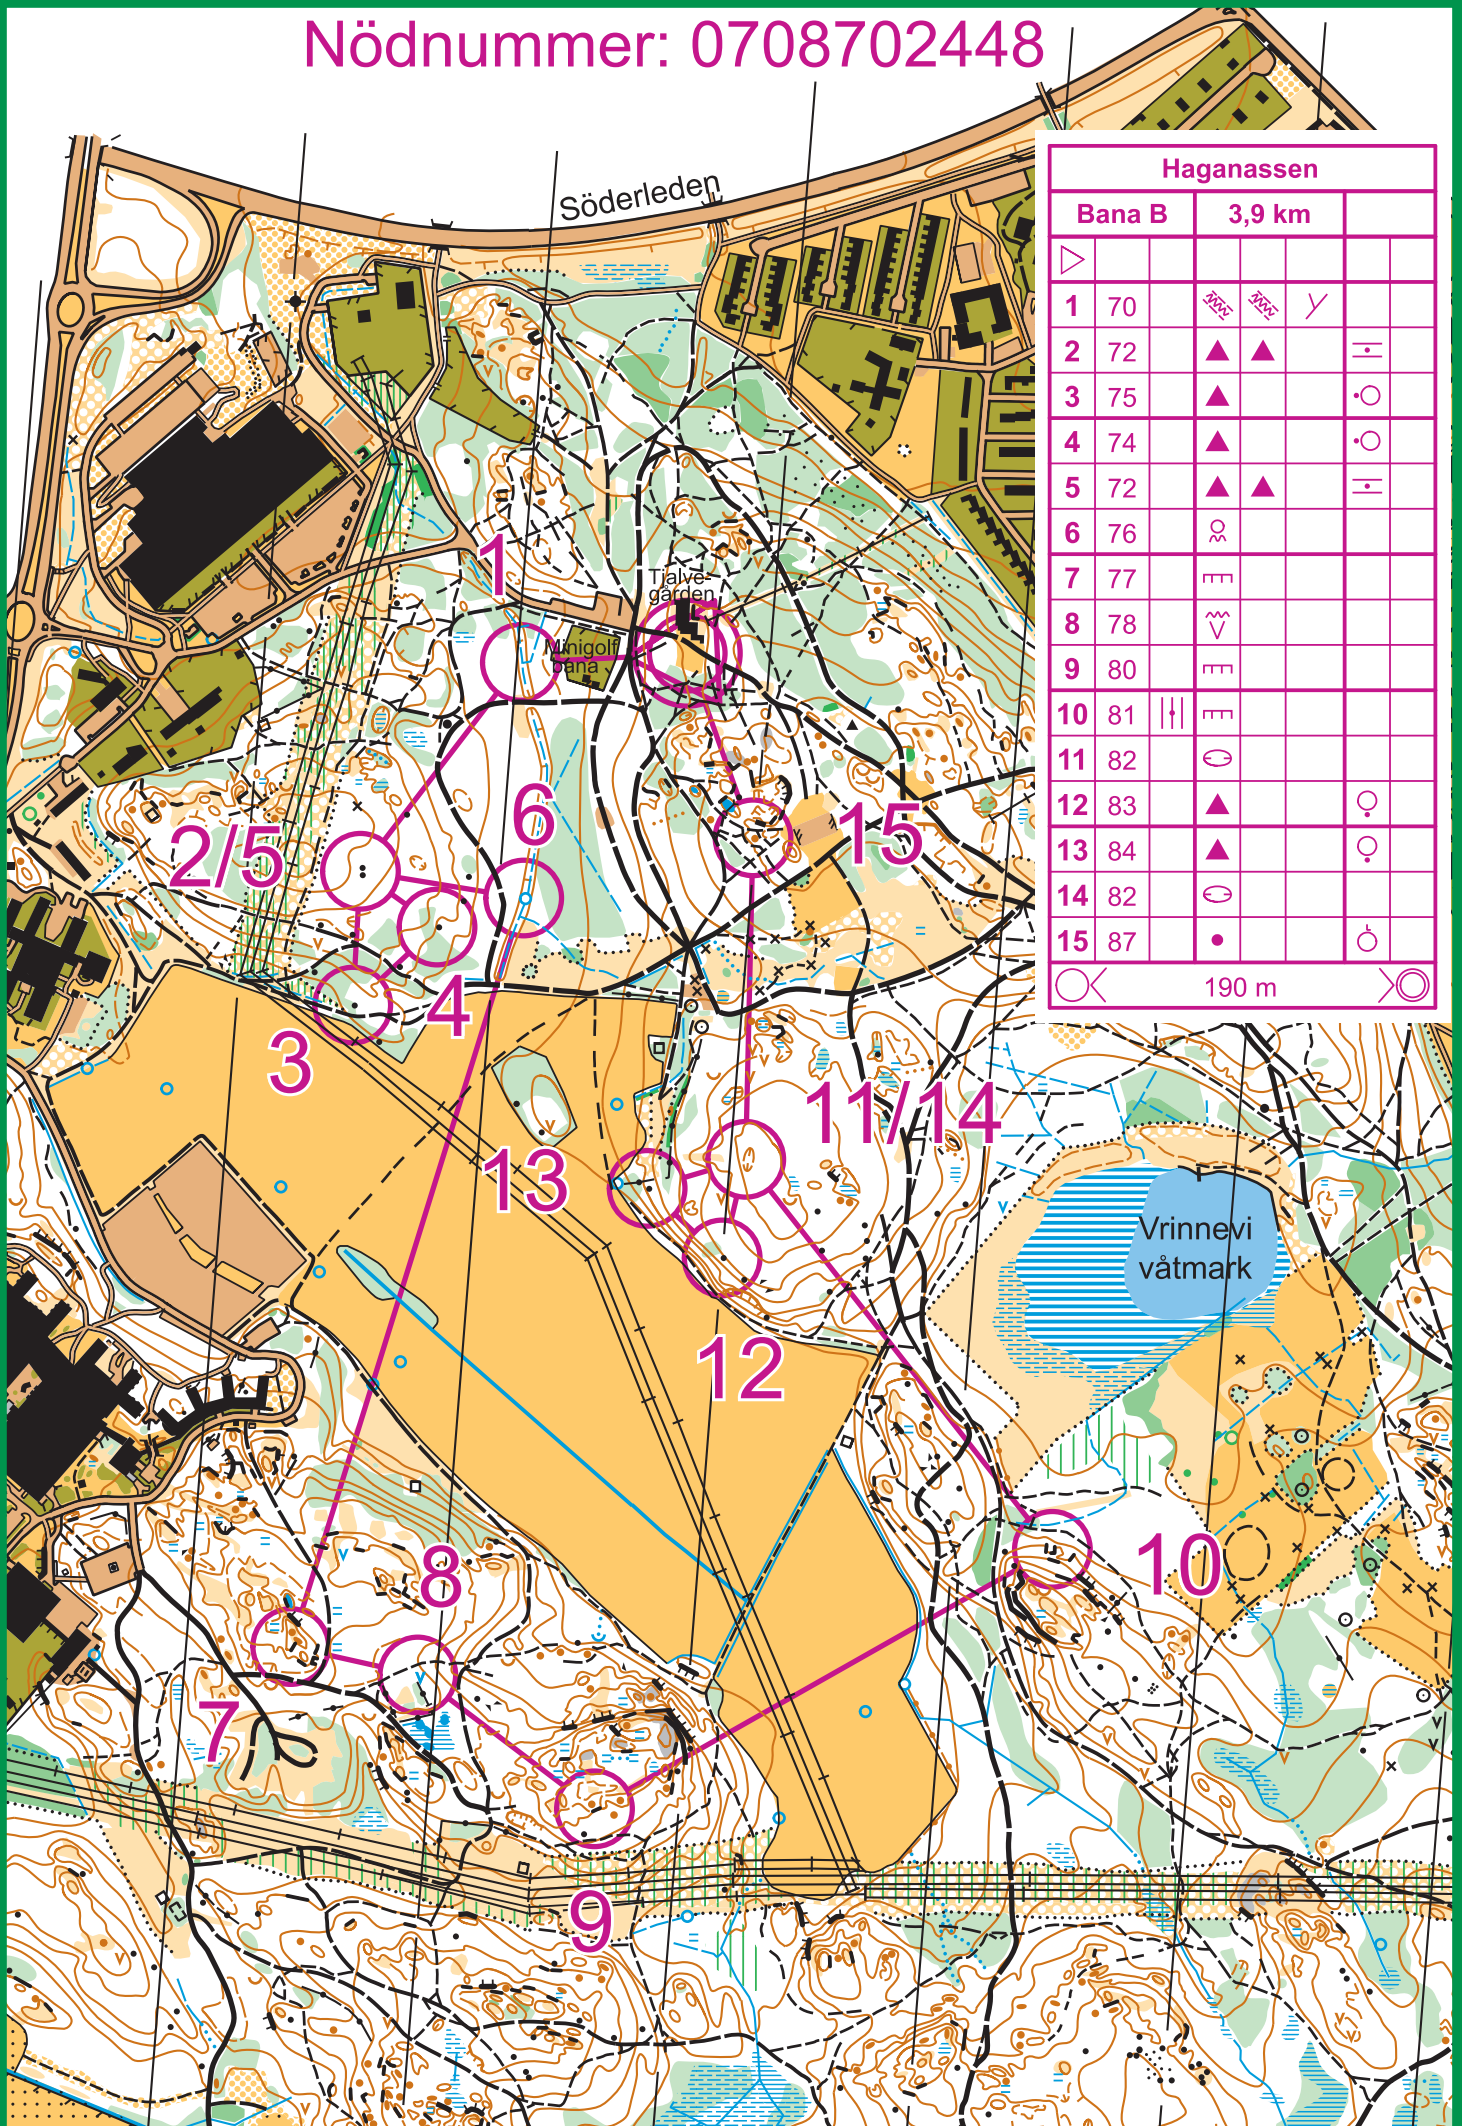 Nödnummer: 0708702448
Söderleden
Haganassen
Bana B 3,9 km
1 70
2 72
3 75
4 74
5 72
6 76
7 77
8 78
9 80
10 81
11 82
12 83
13 84
14 82
15 87
190 m
1
Tjalve-
gården
Minigolf
bana
6
15
2/5
4
3
11/14
13
Vrinnevi
våtmark
12
10
8
7
9